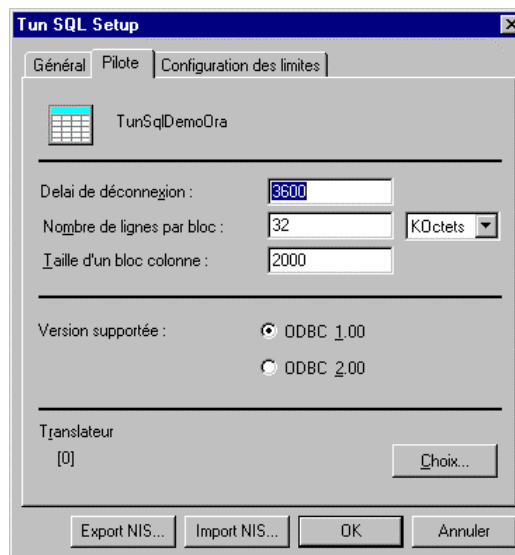 Tun SQL Setup
Général Pilote Configuration des limites
TunSqlDemoOra
Delai de déconnexion : 3600
Nombre de lignes par bloc : 32 KOctets
Taille d'un bloc colonne : 2000
Version supportée : ODBC 1.00
ODBC 2.00
Translateur
[0] Choix...
Export NIS... Import NIS... OK Annuler